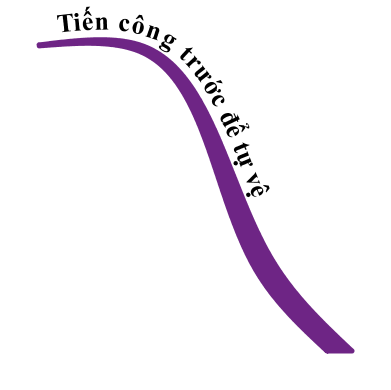 Tiến công trước để tự vệ